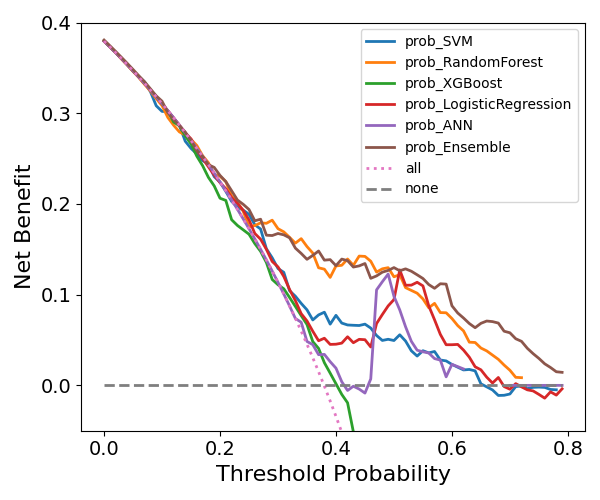 0.4
0.3
0.2
0.1
0.0
Net Benefit
prob_SVM
prob_RandomForest
prob_XGBoost
prob_LogisticRegression
prob_ANN
prob_Ensemble
all
none
0.0 0.2 0.4 0.6 0.8
Threshold Probability